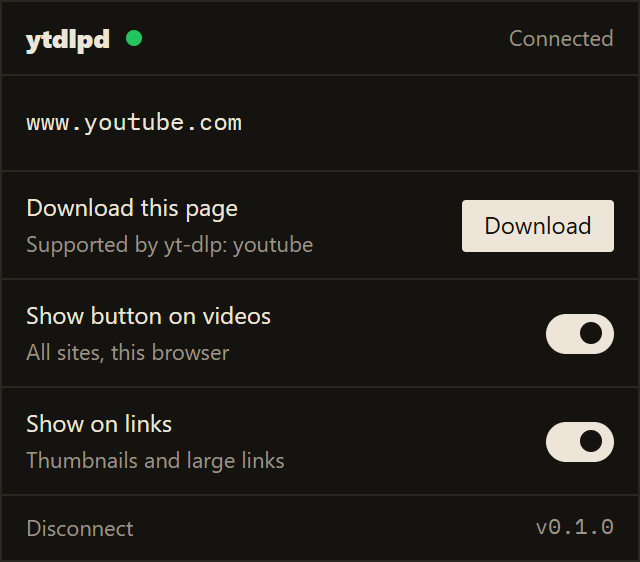 ytdlpd
Connected
www.youtube.com
Download this page
Supported by yt-dlp: youtube
Download
Show button on videos
All sites, this browser
Show on links
Thumbnails and large links
Disconnect
v0.1.0